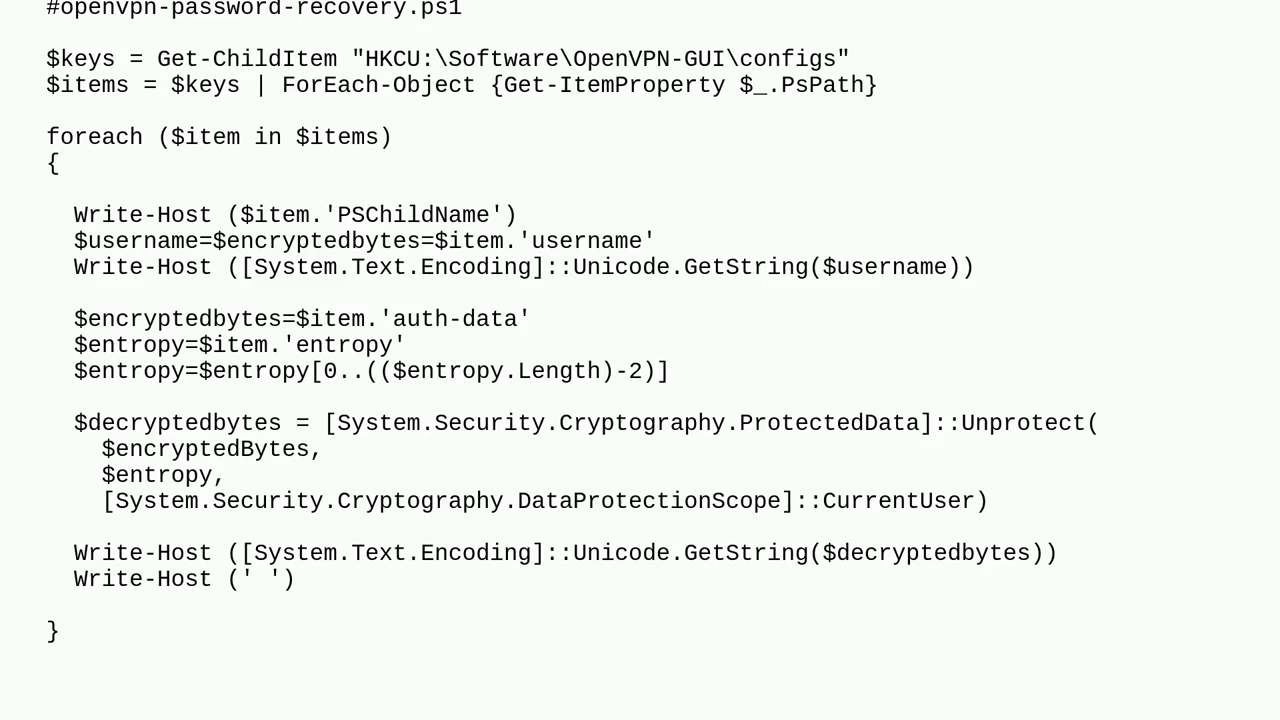 #openvpn-password-recovery.ps1
$keys = Get-ChildItem "HKCU:\Software\OpenVPN-GUI\configs"
$items = $keys | ForEach-Object {Get-ItemProperty $_.PsPath}
foreach ($item in $items)
{
Write-Host ($item.'PSChildName')
$username=$encryptedbytes=$item.'username'
Write-Host ([System.Text.Encoding]::Unicode.GetString($username))
$encryptedbytes=$item.'auth-data'
$entropy=$item.'entropy'
$entropy=$entropy[0..(($entropy.Length)-2)]
$decryptedbytes = [System.Security.Cryptography.ProtectedData]::Unprotect(
$encryptedBytes,
$entropy,
[System.Security.Cryptography.DataProtectionScope]::CurrentUser)
Write-Host ([System.Text.Encoding]::Unicode.GetString($decryptedbytes))
Write-Host (' ')
}